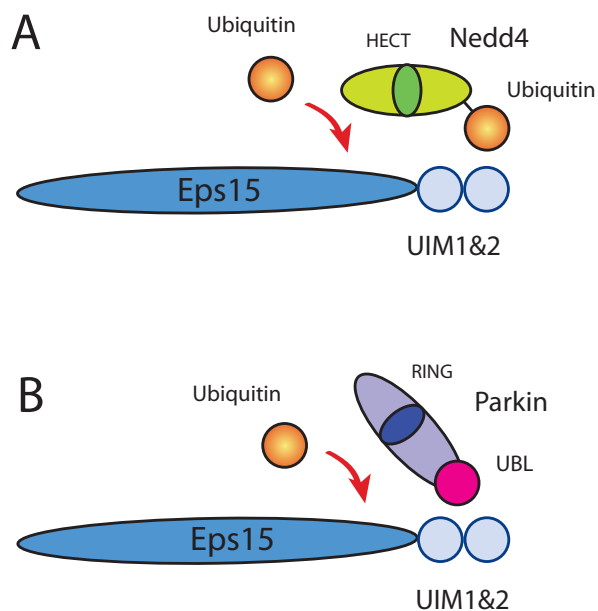 A
Ubiquitin
HECT
Nedd4
Ubiquitin
Eps15
UIM1&2
B
RING
Ubiquitin
Parkin
UBL
Eps15
UIM1&2